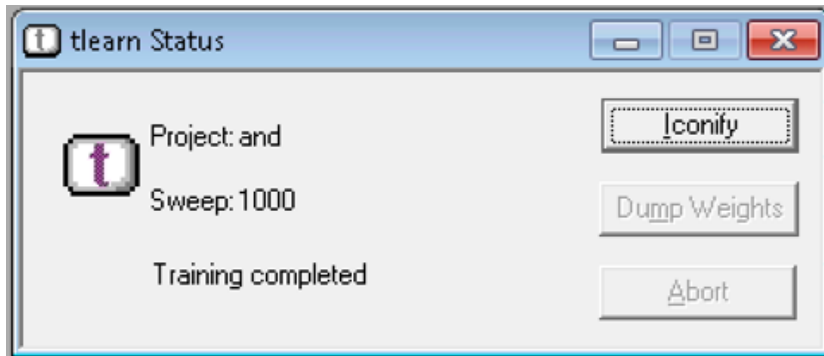 t tlearn Status
t
Project: and
Iconify
Sweep: 1000
Dump Weights
Training completed
Abort